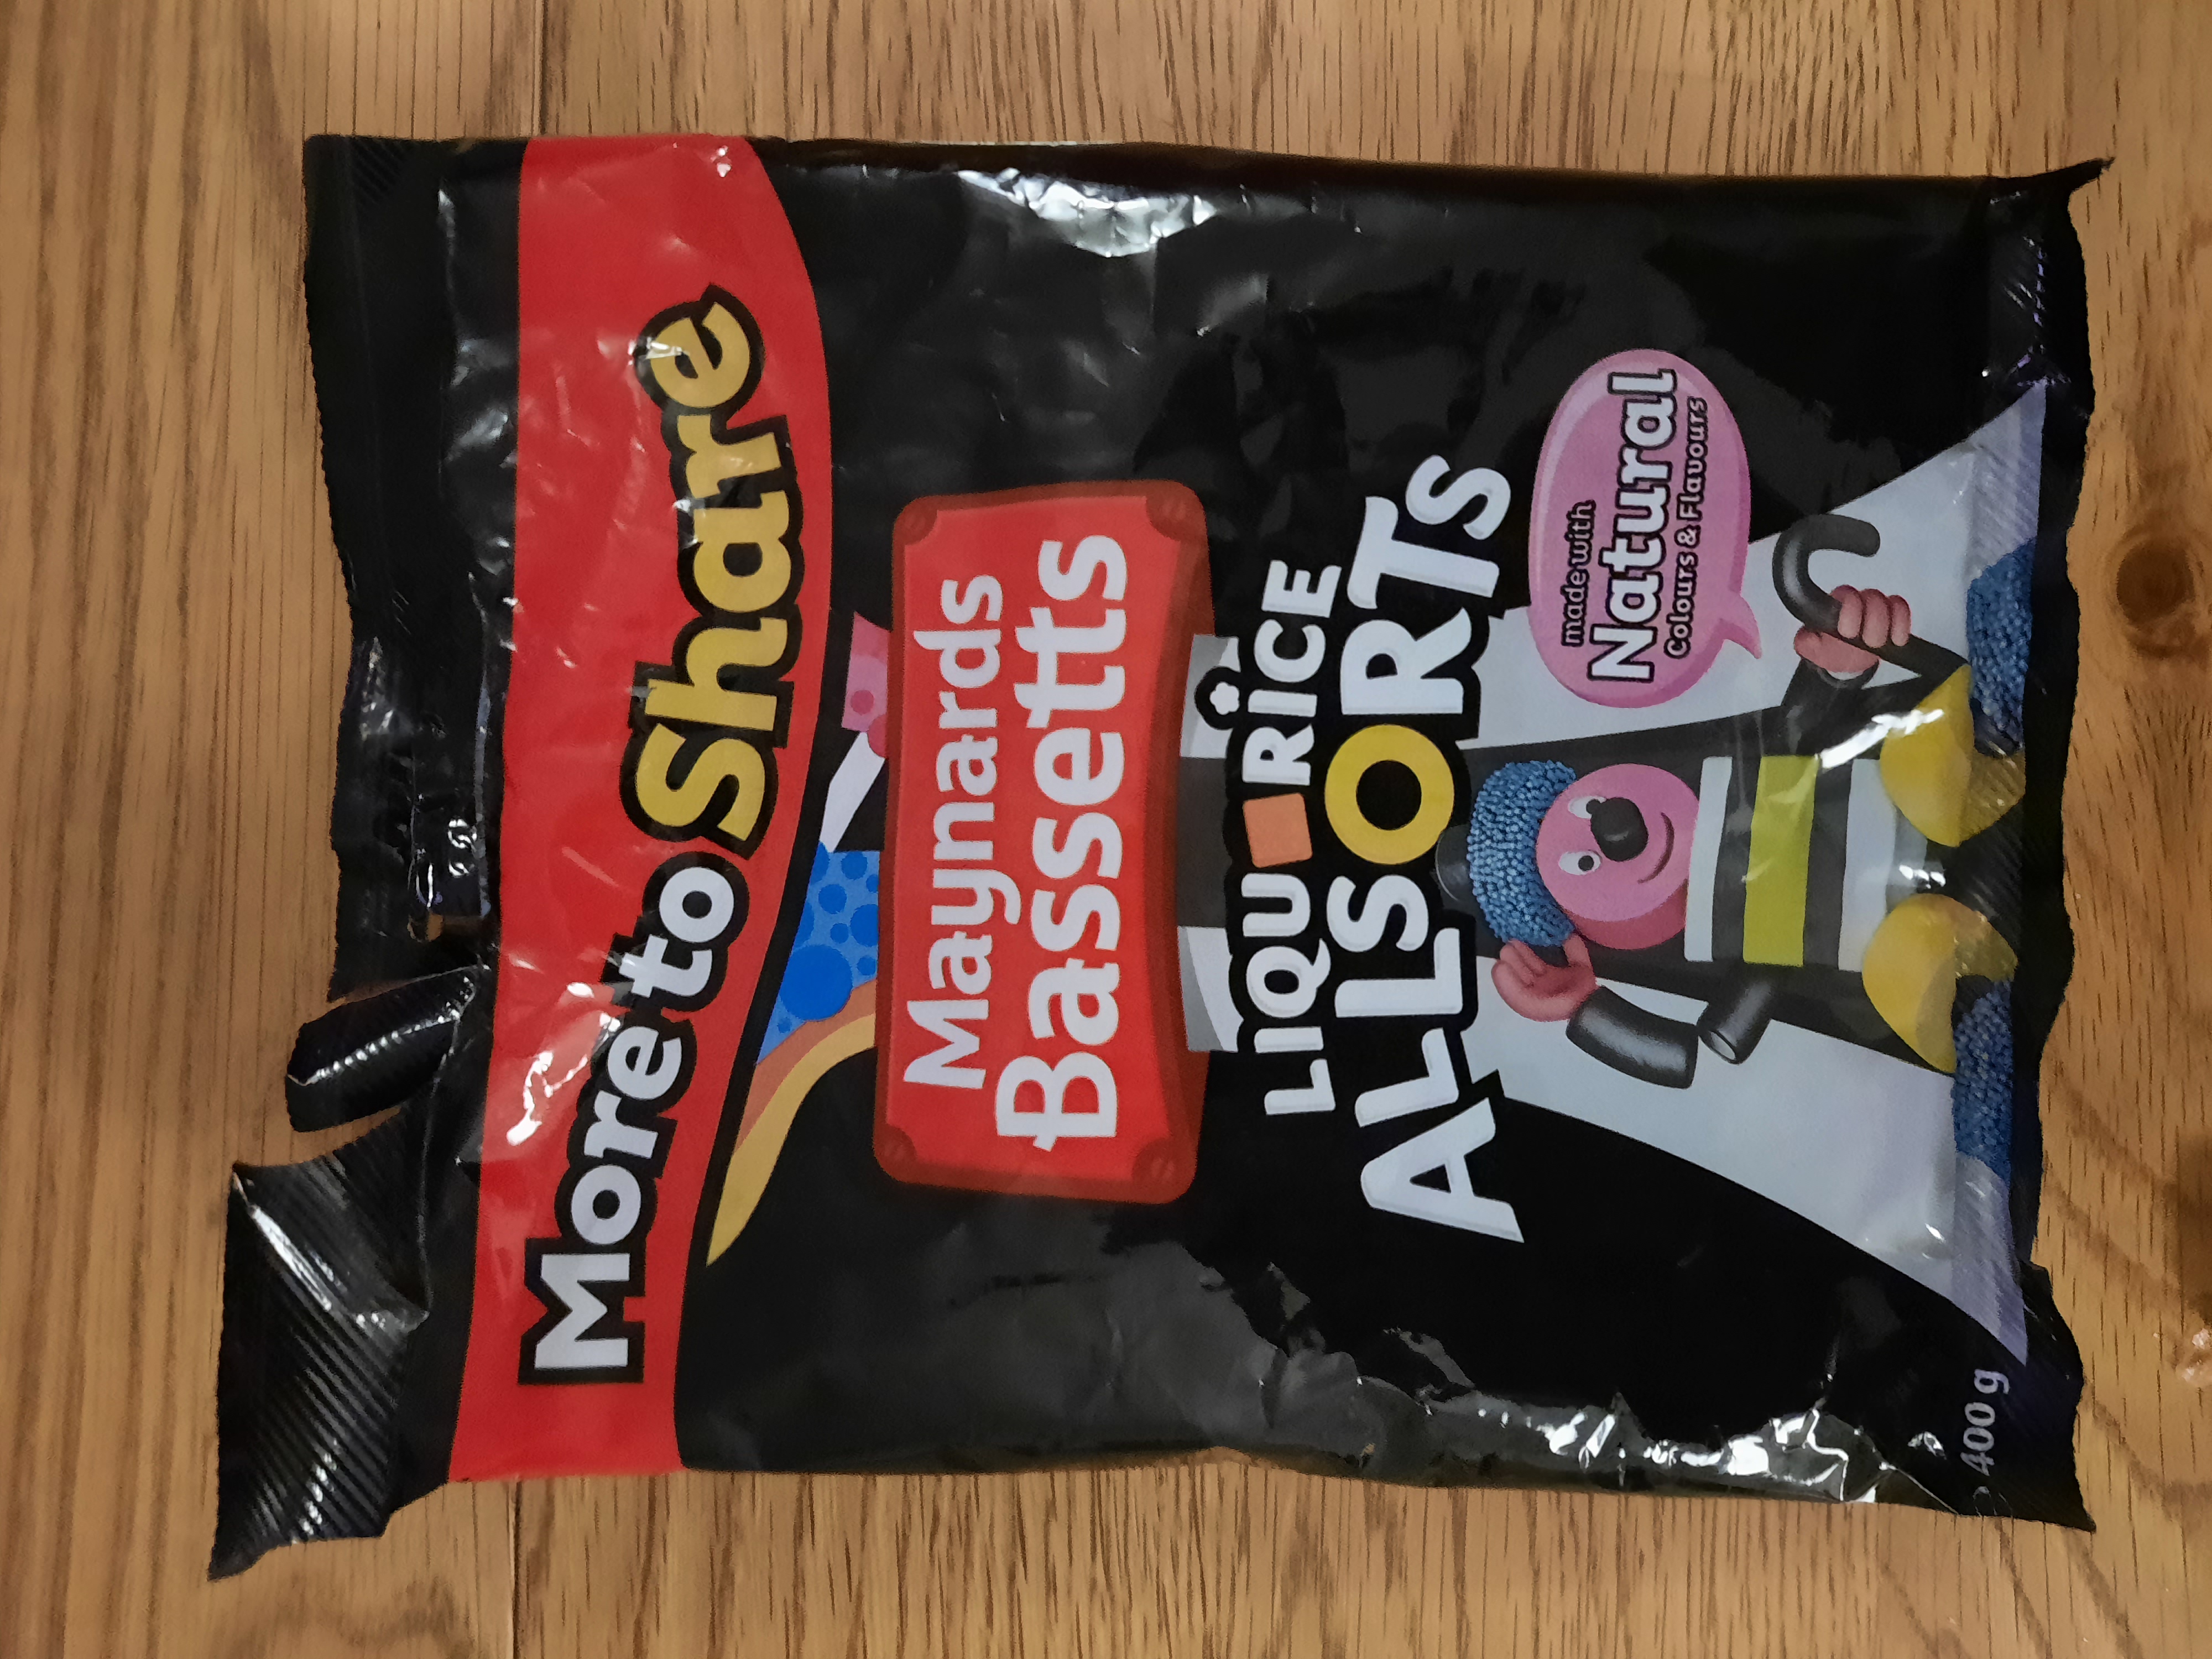 More to Share
Maynards
Bassetts
LIQUORICE
ALLSORTS
made with
Natural
Colours & Flavours
400 g